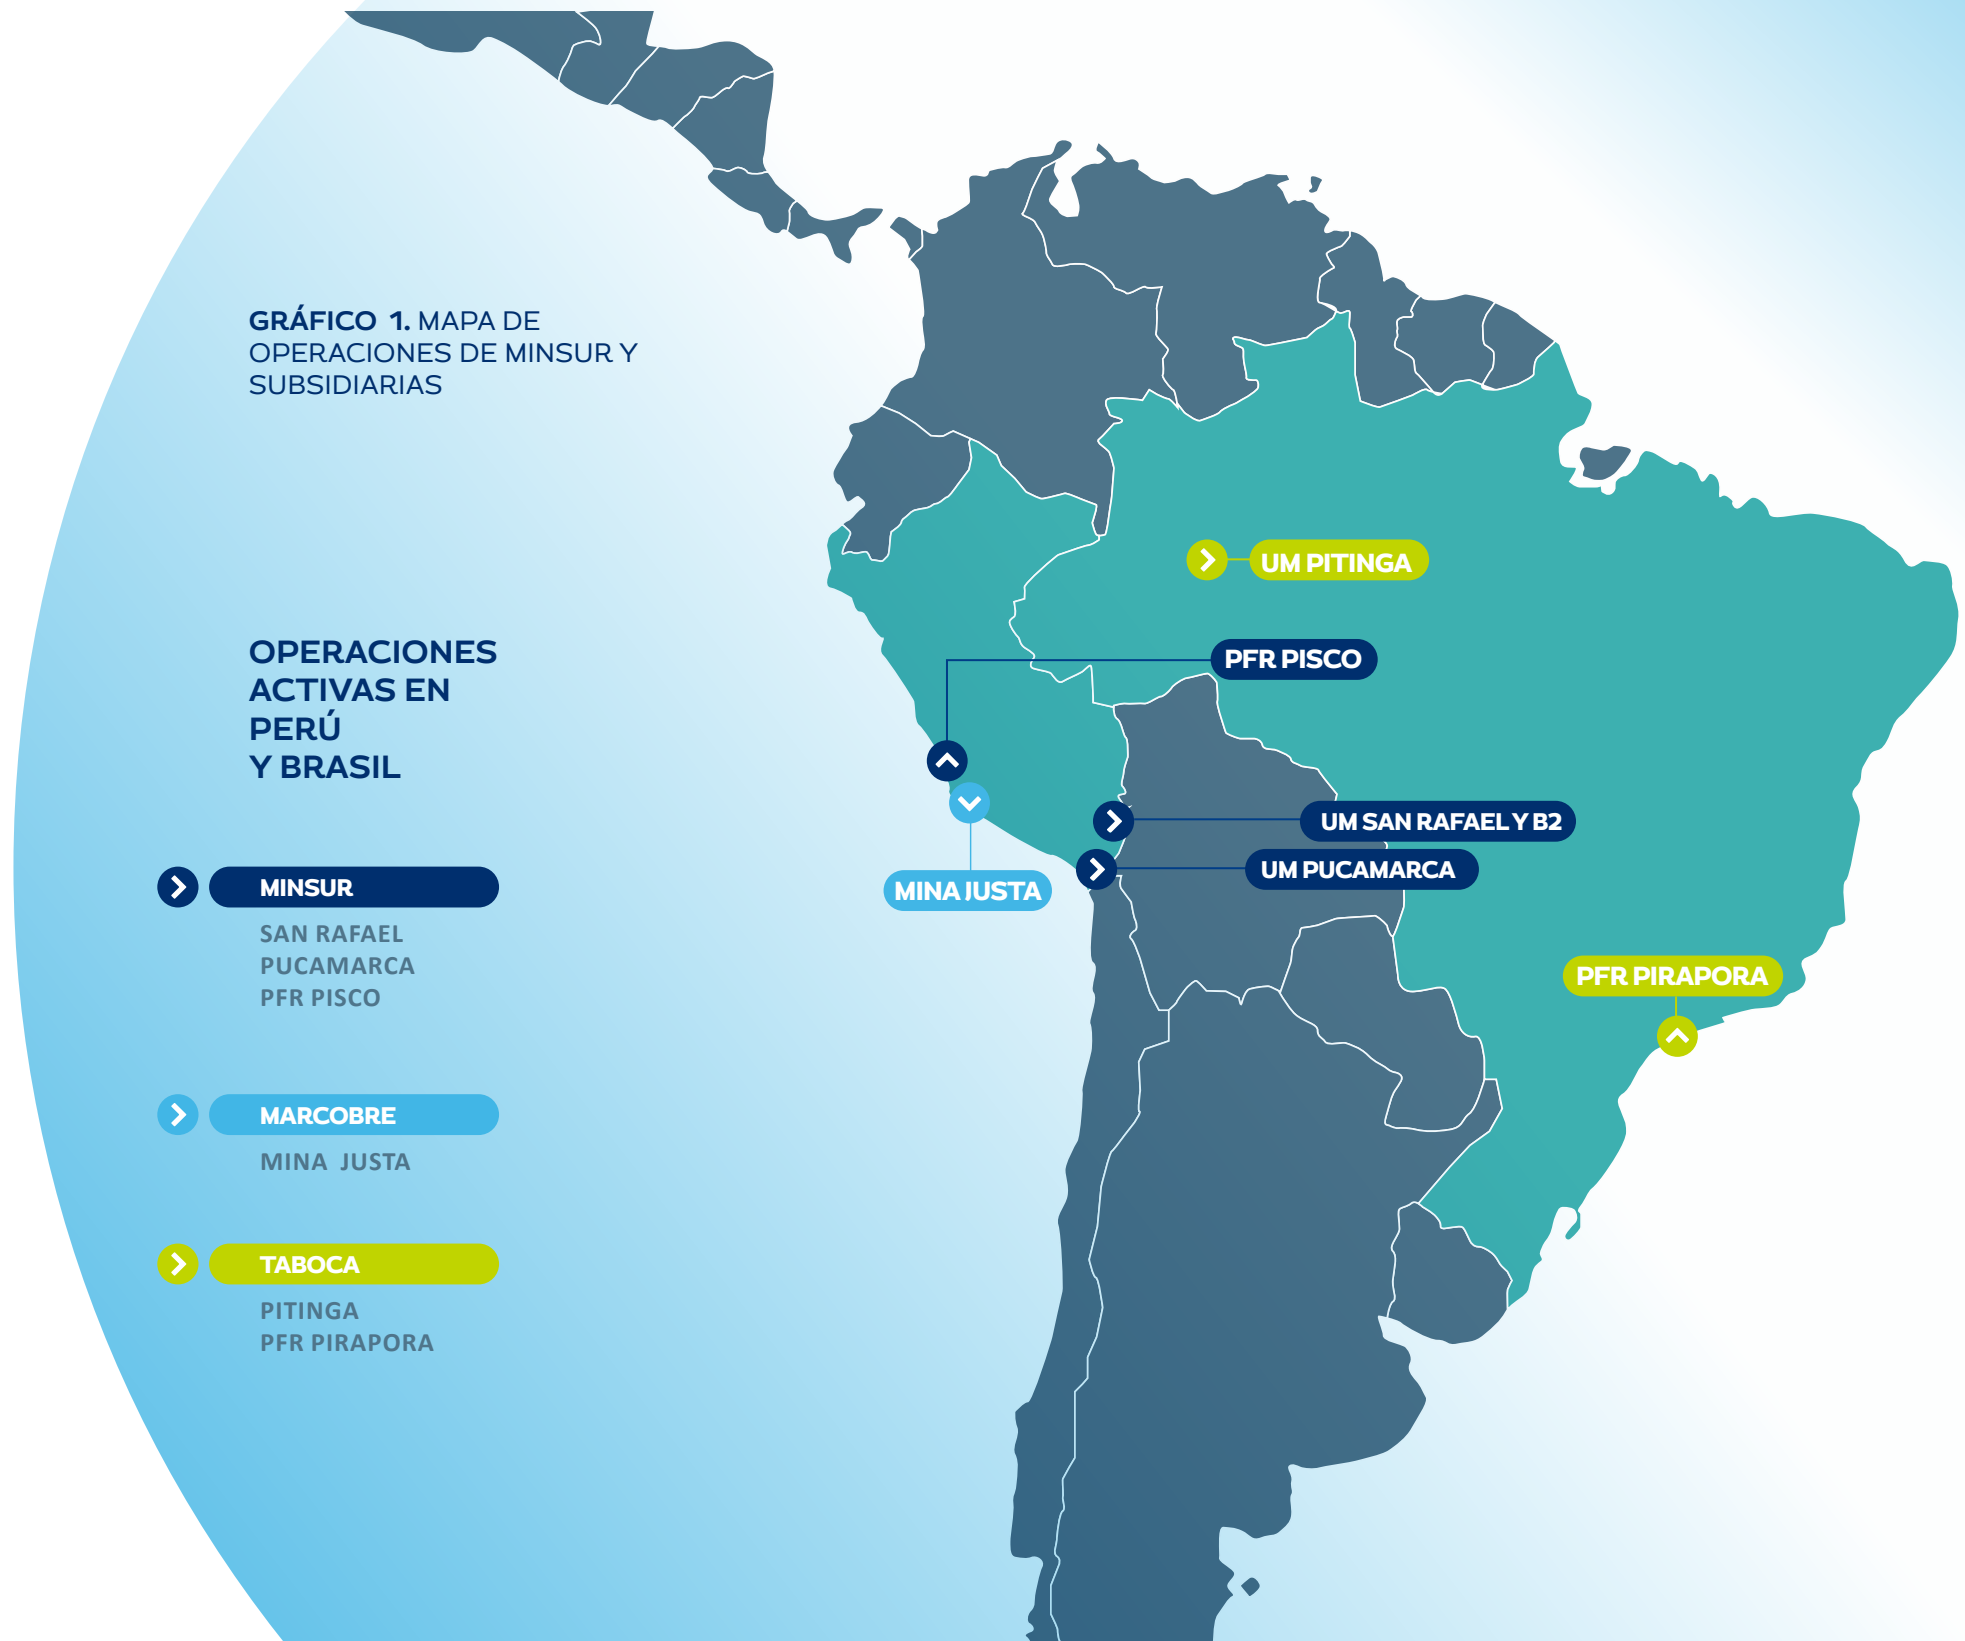 GRÁFICO 1. MAPA DE
OPERACIONES DE MINSUR Y
SUBSIDIARIAS
OPERACIONES
ACTIVAS EN
PERÚ
Y BRASIL
MINSUR
SAN RAFAEL
PUCAMARCA
PFR PISCO
MARCOBRE
MINA JUSTA
TABOCA
PITINGA
PFR PIRAPORA
UM PITINGA
PFR PISCO
UM SAN RAFAEL Y B2
UM PUCAMARCA
MINA JUSTA
PFR PIRAPORA